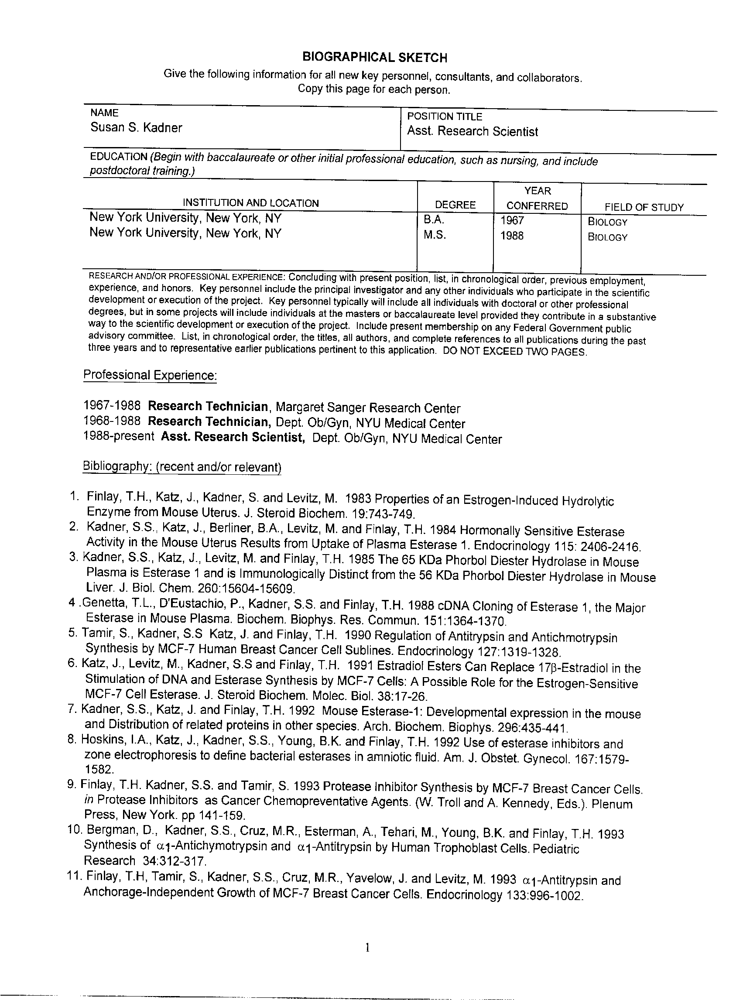 BIOGRAPHICAL SKETCH
Give the following information for all new key personnel, consultants, and collaborators.
Copy this page for each person.
NAME
Susan S. Kadner
POSITION TITLE
Asst. Research Scientist
EDUCATION (Begin with baccalaureate or other initial professional education, such as nursing, and include
postdoctoral training.)
INSTITUTION AND LOCATION DEGREE YEAR CONFERRED FIELD OF STUDY
New York University, New York, NY B.A. 1967 BIOLOGY
New York University, New York, NY M.S. 1988 BIOLOGY
RESEARCH AND/OR PROFESSIONAL EXPERIENCE: Concluding with present position, list, in chronological order, previous employment,
experience, and honors. Key personnel include the principal investigator and any other individuals who participate in the scientific
development or execution of the project. Key personnel typically will include all individuals with doctoral or other professional
degrees, but in some projects will include individuals at the masters or baccalaureate level provided they contribute in a substantive
way to the scientific development or execution of the project. Include present membership on any Federal Government public
advisory committee. List, in chronological order, the titles, all authors, and complete references to all publications during the past
three years and to representative earlier publications pertinent to this application. DO NOT EXCEED TWO PAGES.
Professional Experience:
1967-1988 Research Technician, Margaret Sanger Research Center
1968-1988 Research Technician, Dept. Ob/Gyn, NYU Medical Center
1988-present Asst. Research Scientist, Dept. Ob/Gyn, NYU Medical Center
Bibliography: (recent and/or relevant)
1. Finlay, T.H., Katz, J., Kadner, S. and Levitz, M. 1983 Properties of an Estrogen-Induced Hydrolytic
Enzyme from Mouse Uterus. J. Steroid Biochem. 19:743-749.
2. Kadner, S.S., Katz, J., Berliner, B.A., Levitz, M. and Finlay, T.H. 1984 Hormonally Sensitive Esterase
Activity in the Mouse Uterus Results from Uptake of Plasma Esterase 1. Endocrinology 115: 2406-2416.
3. Kadner, S.S., Katz, J., Levitz, M. and Finlay, T.H. 1985 The 65 KDa Phorbol Diester Hydrolase in Mouse
Plasma is Esterase 1 and is Immunologically Distinct from the 56 KDa Phorbol Diester Hydrolase in Mouse
Liver. J. Biol. Chem. 260:15604-15609.
4 .Genetta, T.L., D'Eustachio, P., Kadner, S.S. and Finlay, T.H. 1988 cDNA Cloning of Esterase 1, the Major
Esterase in Mouse Plasma. Biochem. Biophys. Res. Commun. 151:1364-1370.
5. Tamir, S., Kadner, S.S Katz, J. and Finlay, T.H. 1990 Regulation of Antitrypsin and Antichmotrypsin
Synthesis by MCF-7 Human Breast Cancer Cell Sublines. Endocrinology 127:1319-1328.
6. Katz, J., Levitz, M., Kadner, S.S and Finlay, T.H. 1991 Estradiol Esters Can Replace 17β-Estradiol in the
Stimulation of DNA and Esterase Synthesis by MCF-7 Cells: A Possible Role for the Estrogen-Sensitive
MCF-7 Cell Esterase. J. Steroid Biochem. Molec. Biol. 38:17-26.
7. Kadner, S.S., Katz, J. and Finlay, T.H. 1992 Mouse Esterase-1: Developmental expression in the mouse
and Distribution of related proteins in other species. Arch. Biochem. Biophys. 296:435-441.
8. Hoskins, I.A., Katz, J., Kadner, S.S., Young, B.K. and Finlay, T.H. 1992 Use of esterase inhibitors and
zone electrophoresis to define bacterial esterases in amniotic fluid. Am. J. Obstet. Gynecol. 167:1579-
1582.
9. Finlay, T.H. Kadner, S.S. and Tamir, S. 1993 Protease Inhibitor Synthesis by MCF-7 Breast Cancer Cells.
in Protease Inhibitors as Cancer Chemopreventative Agents. (W. Troll and A. Kennedy, Eds.). Plenum
Press, New York. pp 141-159.
10. Bergman, D., Kadner, S.S., Cruz, M.R., Esterman, A., Tehari, M., Young, B.K. and Finlay, T.H. 1993
Synthesis of α1-Antichymotrypsin and α1-Antitrypsin by Human Trophoblast Cells. Pediatric
Research 34:312-317.
11. Finlay, T.H, Tamir, S., Kadner, S.S., Cruz, M.R., Yavelow, J. and Levitz, M. 1993 α1-Antitrypsin and
Anchorage-Independent Growth of MCF-7 Breast Cancer Cells. Endocrinology 133:996-1002.
1